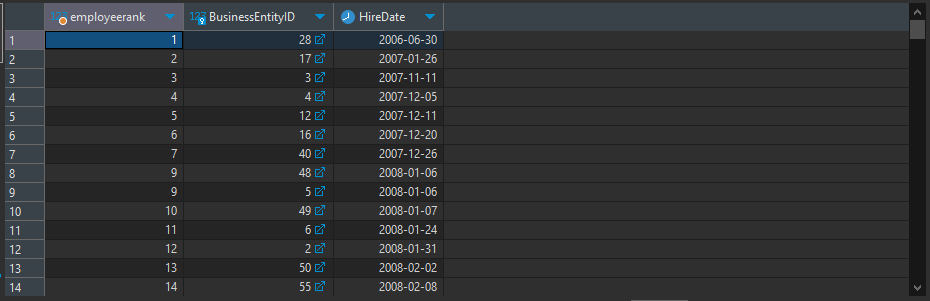 123 employeerank 123 BusinessEntityID HireDate
1 1 28 2006-06-30
2 2 17 2007-01-26
3 3 3 2007-11-11
4 4 4 2007-12-05
5 5 12 2007-12-11
6 6 16 2007-12-20
7 7 40 2007-12-26
8 9 48 2008-01-06
9 9 5 2008-01-06
10 10 49 2008-01-07
11 11 6 2008-01-24
12 12 2 2008-01-31
13 13 50 2008-02-02
14 14 55 2008-02-08